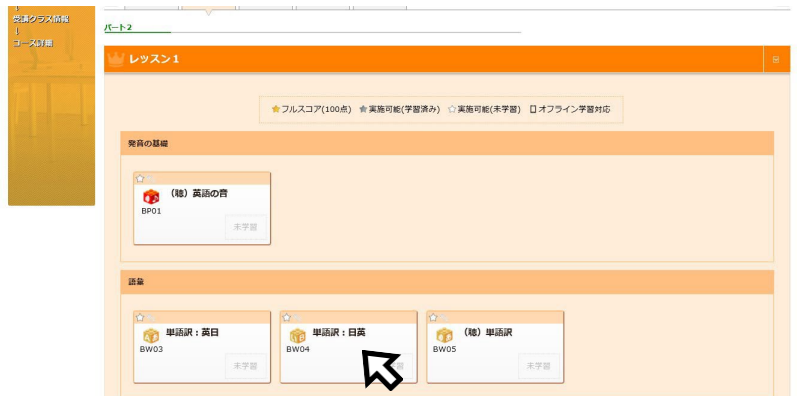 ↓
受講クラス情報
↓
コース詳細
パート2
レッスン1
フルスコア(100点) 実施可能(学習済み) 実施可能(未学習) オフライン学習対応
発音の基礎
（聴）英語の音
BP01
未学習
語彙
単語訳：英日
BW03
未学習
単語訳：日英
BW04
（聴）単語訳
BW05
未学習